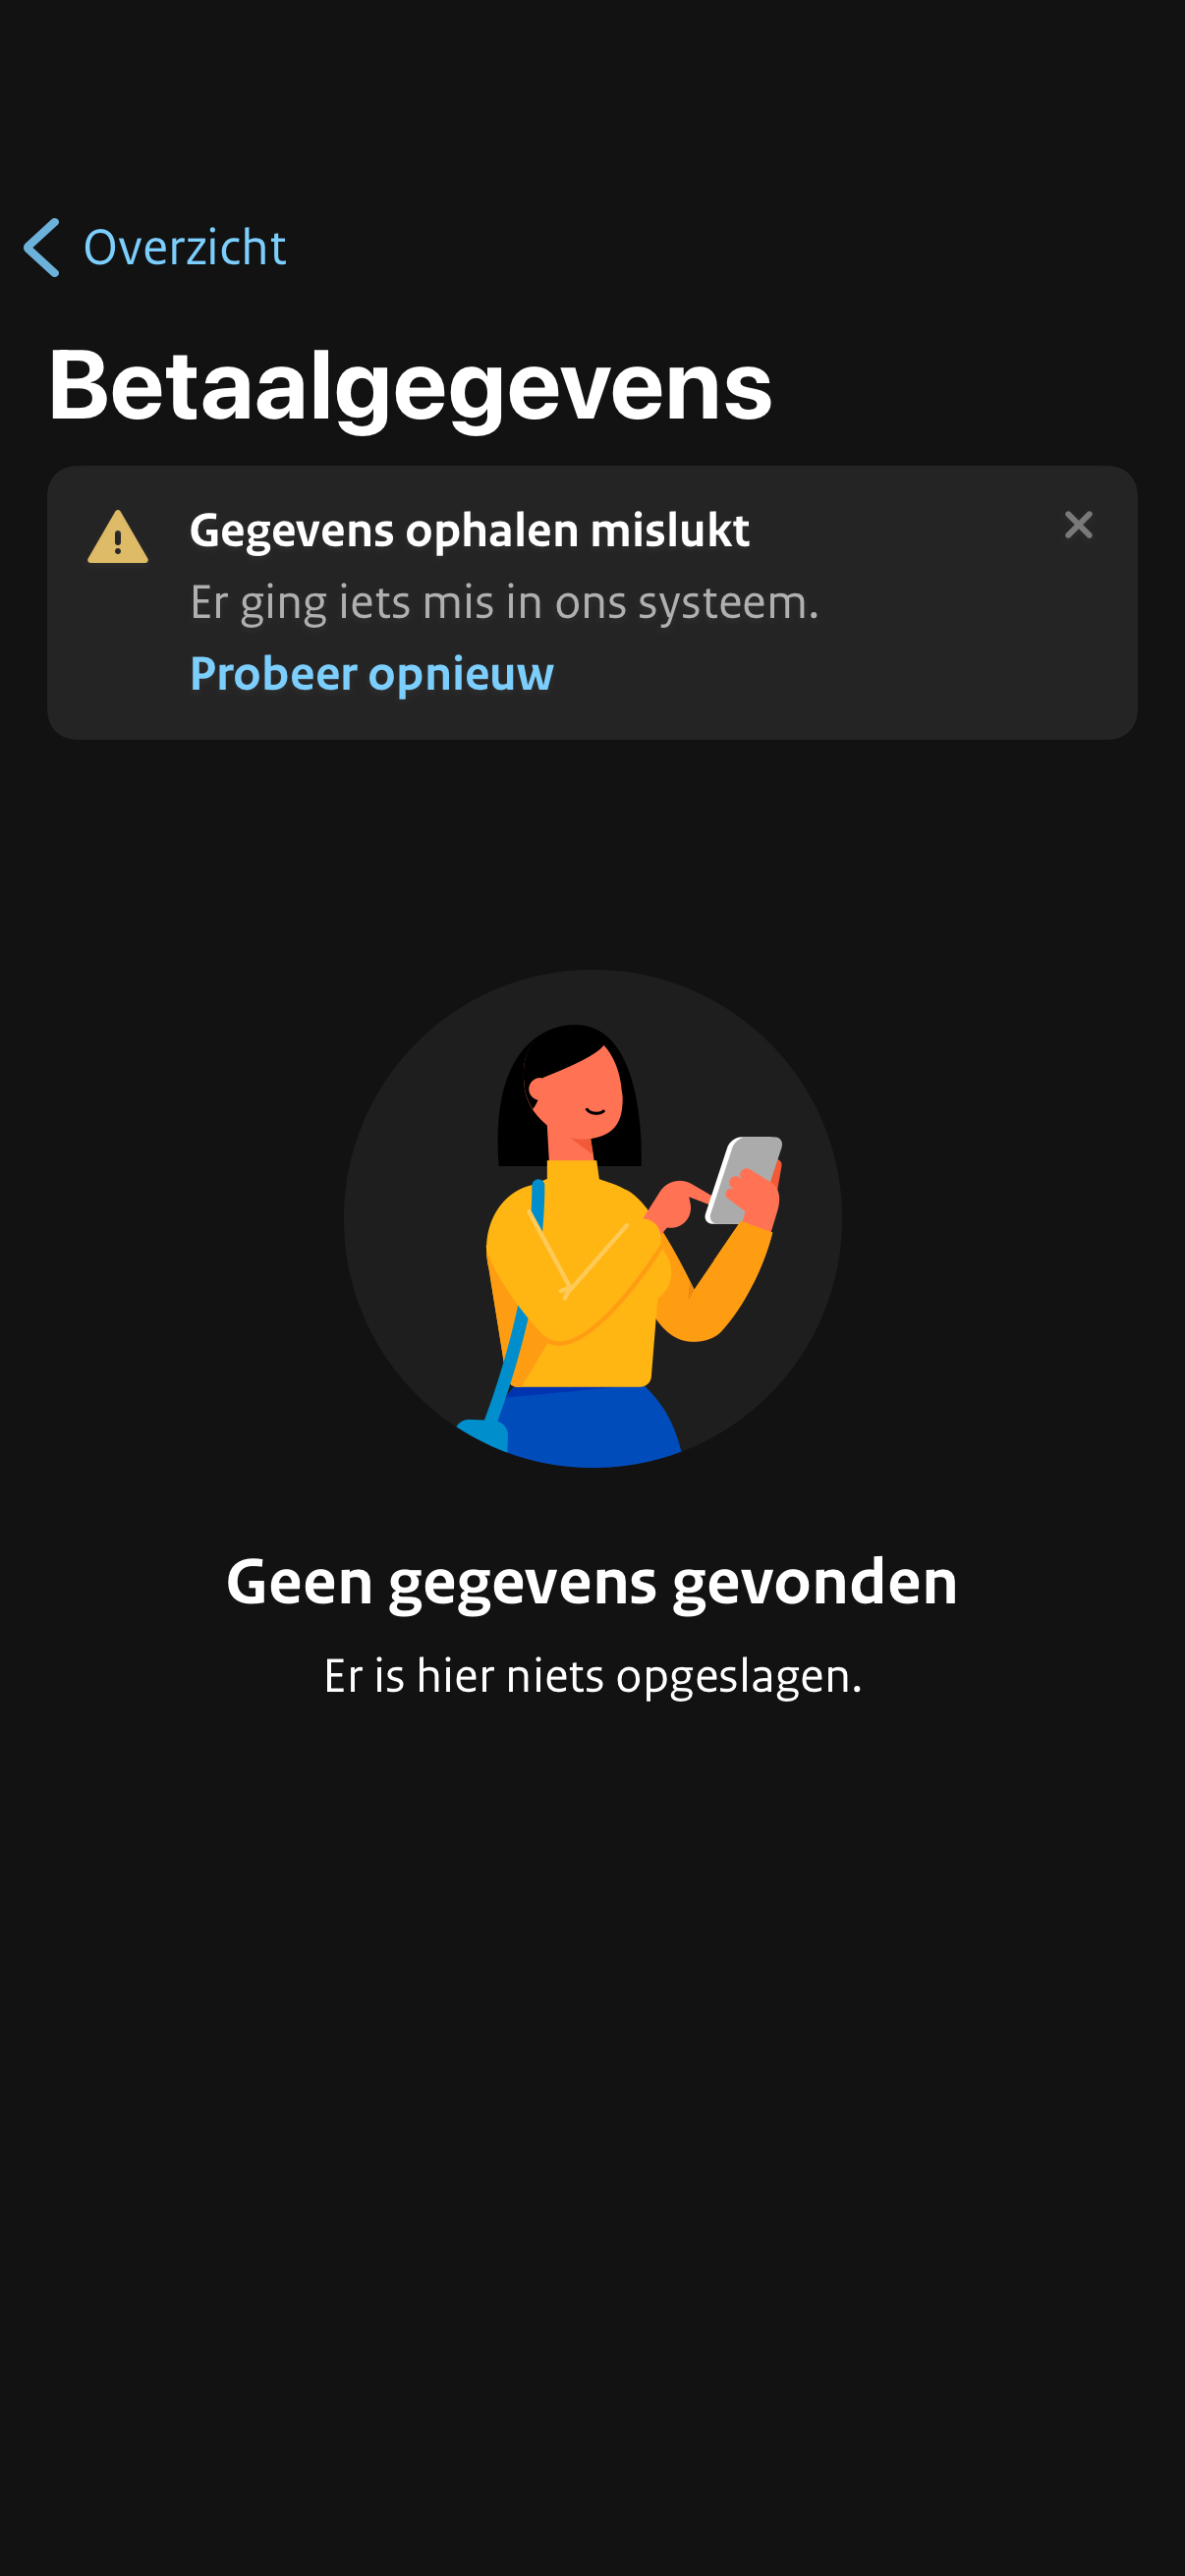 Overzicht
Betaalgegevens
Gegevens ophalen mislukt
Er ging iets mis in ons systeem.
Probeer opnieuw
Geen gegevens gevonden
Er is hier niets opgeslagen.